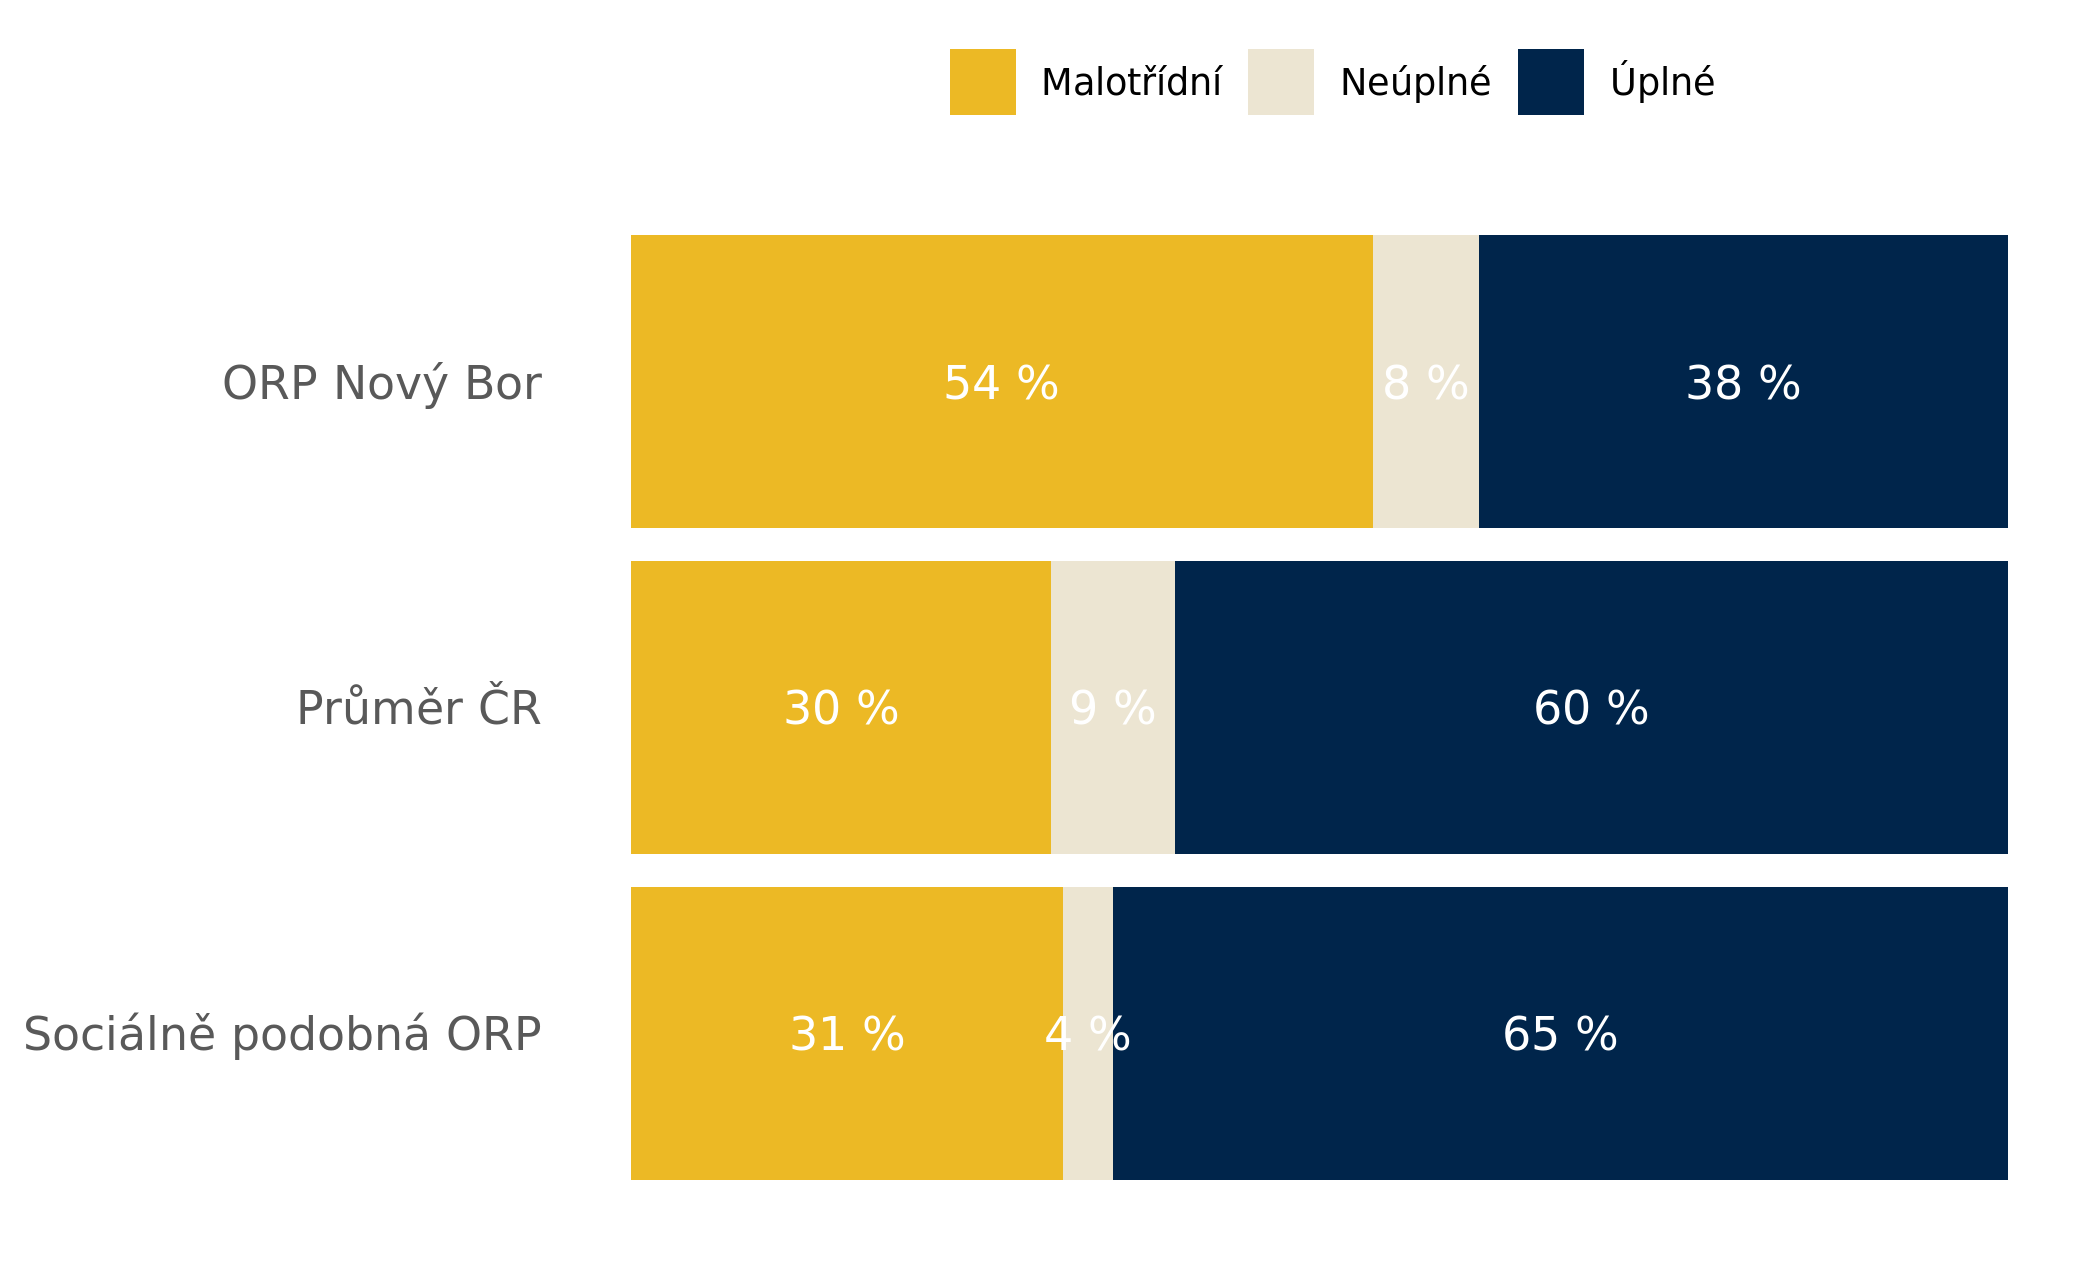 Malotřídní Neúplné Úplné
ORP Nový Bor 54 % 8 % 38 %
Průměr ČR 30 % 9 % 60 %
Sociálně podobná ORP 31 % 4 % 65 %